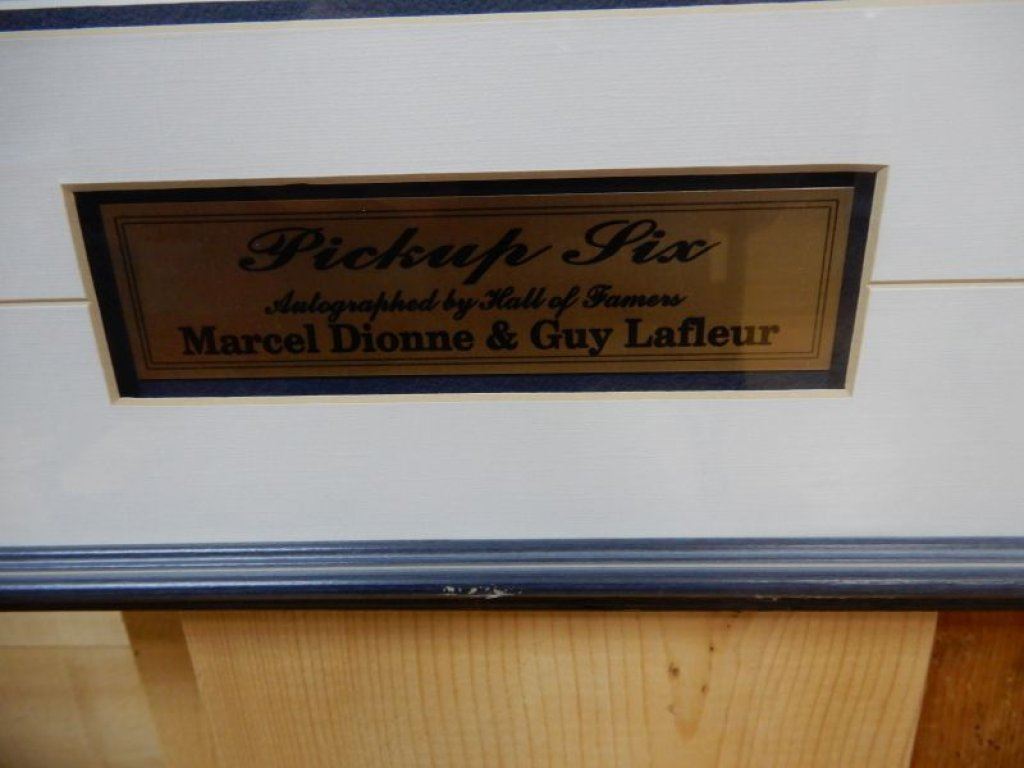 Pickup Six
Autographed by Hall of Famers
Marcel Dionne & Guy Lafleur